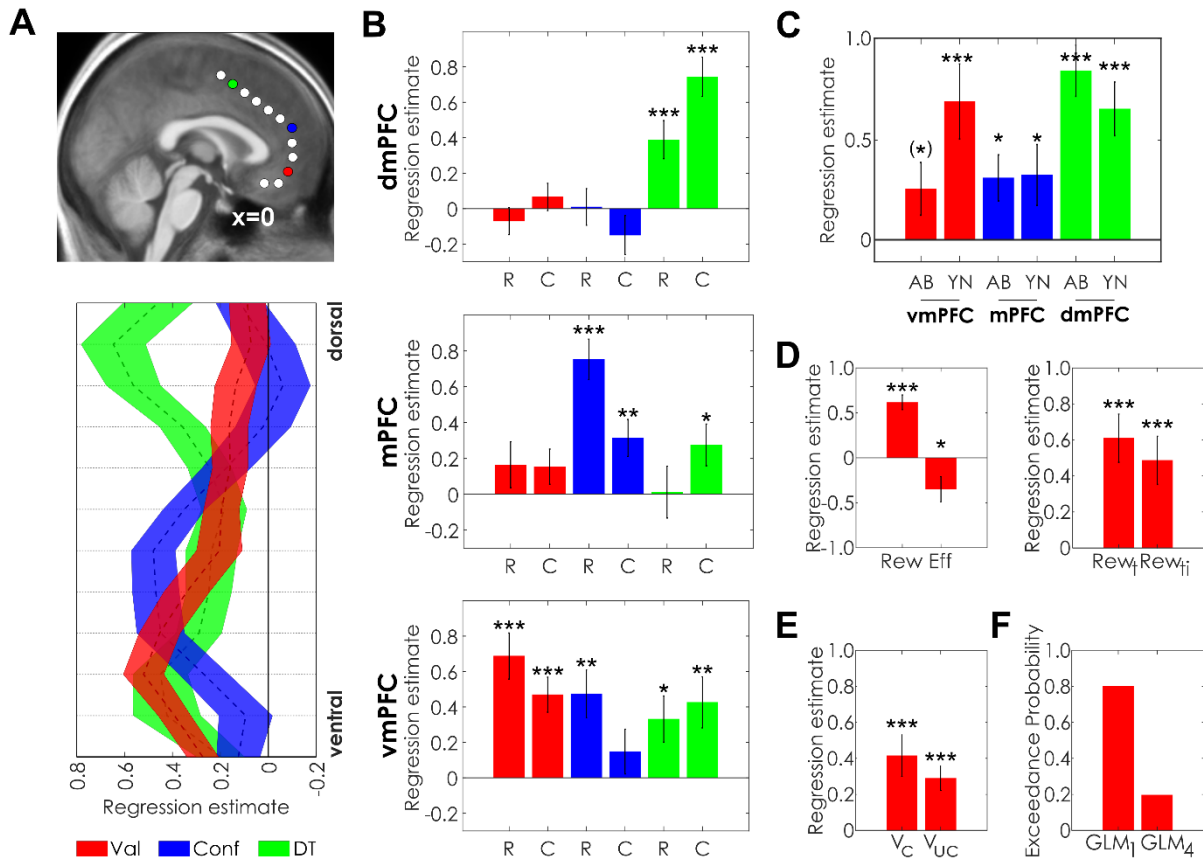 A
x=0
dorsal
ventral
0.8 0.6 0.4 0.2 0 -0.2
Regression estimate
Val Conf DT
B
dmPFC
Regression estimate
0.8
0.6
0.4
0.2
0
-0.2
*** ***
R C R C R C
mPFC
Regression estimate
0.8
0.6
0.4
0.2
0
-0.2
*** ** *
R C R C R C
vmPFC
Regression estimate
0.8
0.6
0.4
0.2
0
-0.2
*** *** ** * **
R C R C R C
C
Regression estimate
1.0
0.5
0
(*) *** * * *** ***
AB YN AB YN AB YN
vmPFC mPFC dmPFC
D
Regression estimate
1.0
0.5
0
-0.5
-1.0
*** *
Rew Eff
Regression estimate
1.0
0.8
0.6
0.4
0.2
0
*** ***
Rew_t Rew_ti
E
Regression estimate
1.0
0.8
0.6
0.4
0.2
0
*** ***
V_C V_UC
F
Exceedance Probability
1.0
0.8
0.6
0.4
0.2
0
GLM_1 GLM_4